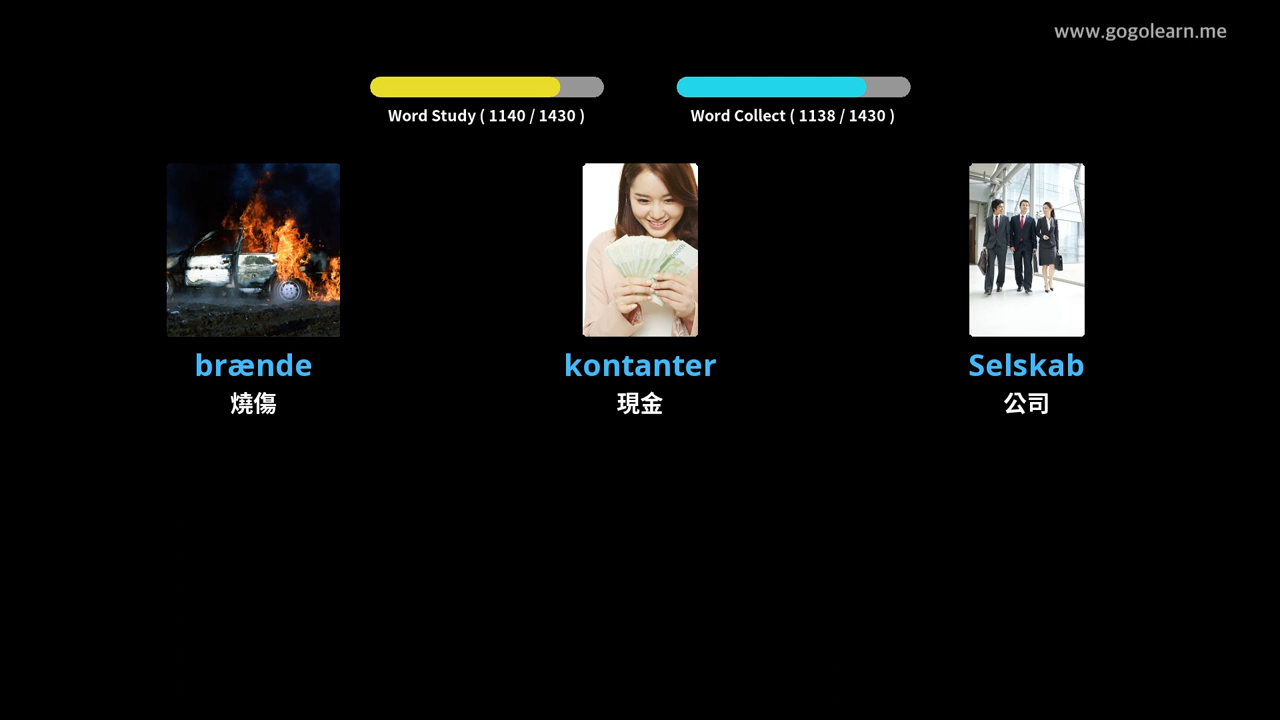 www.gogolearn.me
Word Study ( 1140 / 1430 )
Word Collect ( 1138 / 1430 )
brænde
燒傷
kontanter
現金
Selskab
公司